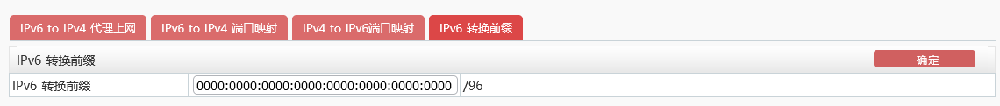 IPv6 to IPv4 代理上网 IPv6 to IPv4 端口映射 IPv4 to IPv6端口映射 IPv6 转换前缀
IPv6 转换前缀 确定
IPv6 转换前缀 0000:0000:0000:0000:0000:0000:0000:0000 /96